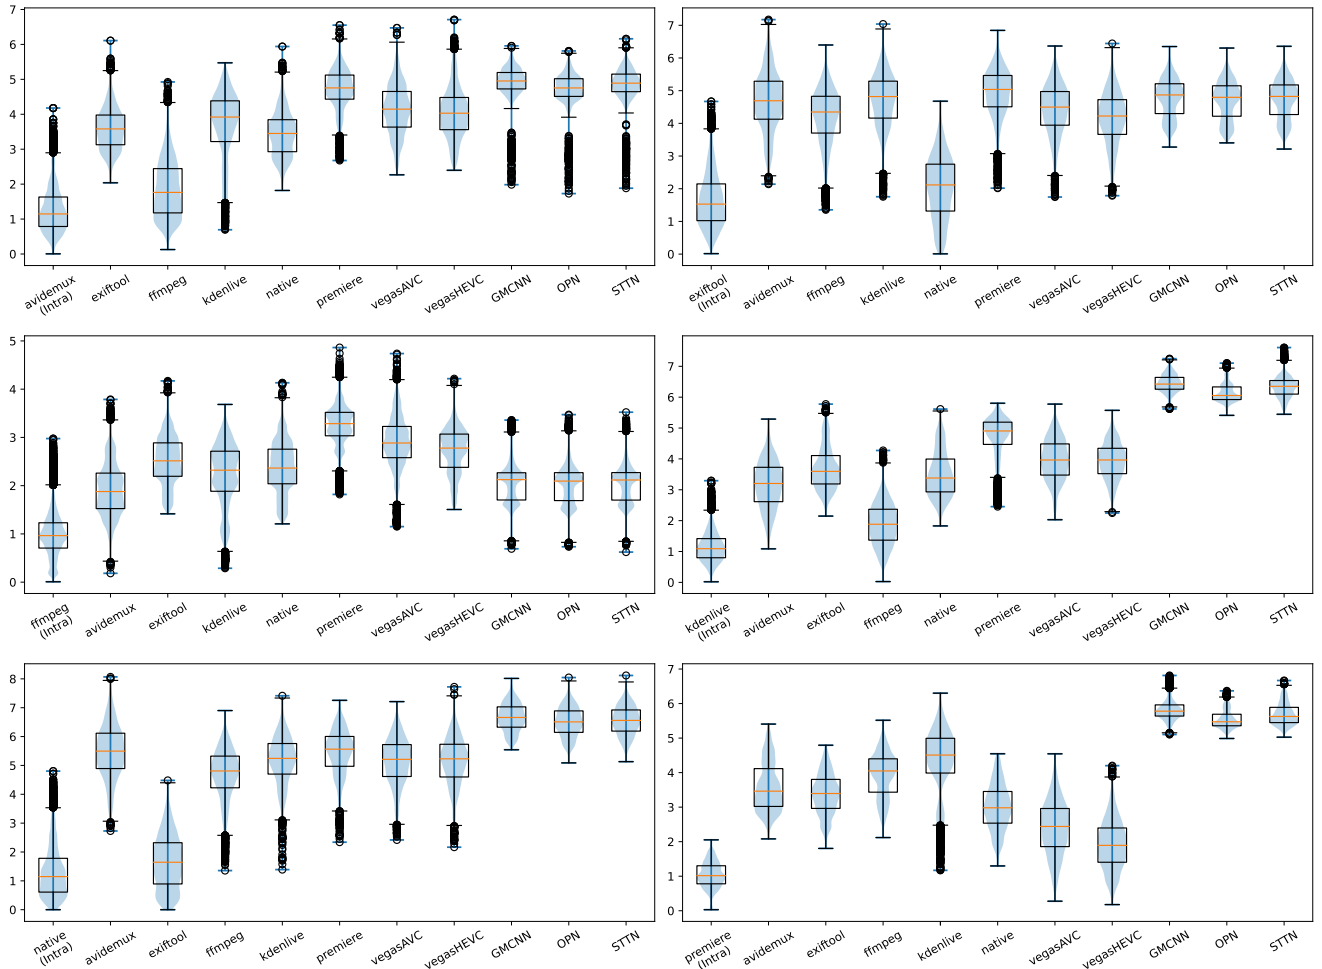 7
6
5
4
3
2
1
0
avidemux
(Intra)
exiftool
ffmpeg
kdenlive
native
premiere
vegasAVC
vegasHEVC
GMCNN
OPN
STTN
7
6
5
4
3
2
1
0
exiftool
(Intra)
avidemux
ffmpeg
kdenlive
native
premiere
vegasAVC
vegasHEVC
GMCNN
OPN
STTN
5
4
3
2
1
0
ffmpeg
(Intra)
avidemux
exiftool
kdenlive
native
premiere
vegasAVC
vegasHEVC
GMCNN
OPN
STTN
7
6
5
4
3
2
1
0
kdenlive
(Intra)
avidemux
exiftool
ffmpeg
native
premiere
vegasAVC
vegasHEVC
GMCNN
OPN
STTN
8
7
6
5
4
3
2
1
0
native
(Intra)
avidemux
exiftool
ffmpeg
kdenlive
premiere
vegasAVC
vegasHEVC
GMCNN
OPN
STTN
7
6
5
4
3
2
1
0
premiere
(Intra)
avidemux
exiftool
ffmpeg
kdenlive
native
vegasAVC
vegasHEVC
GMCNN
OPN
STTN